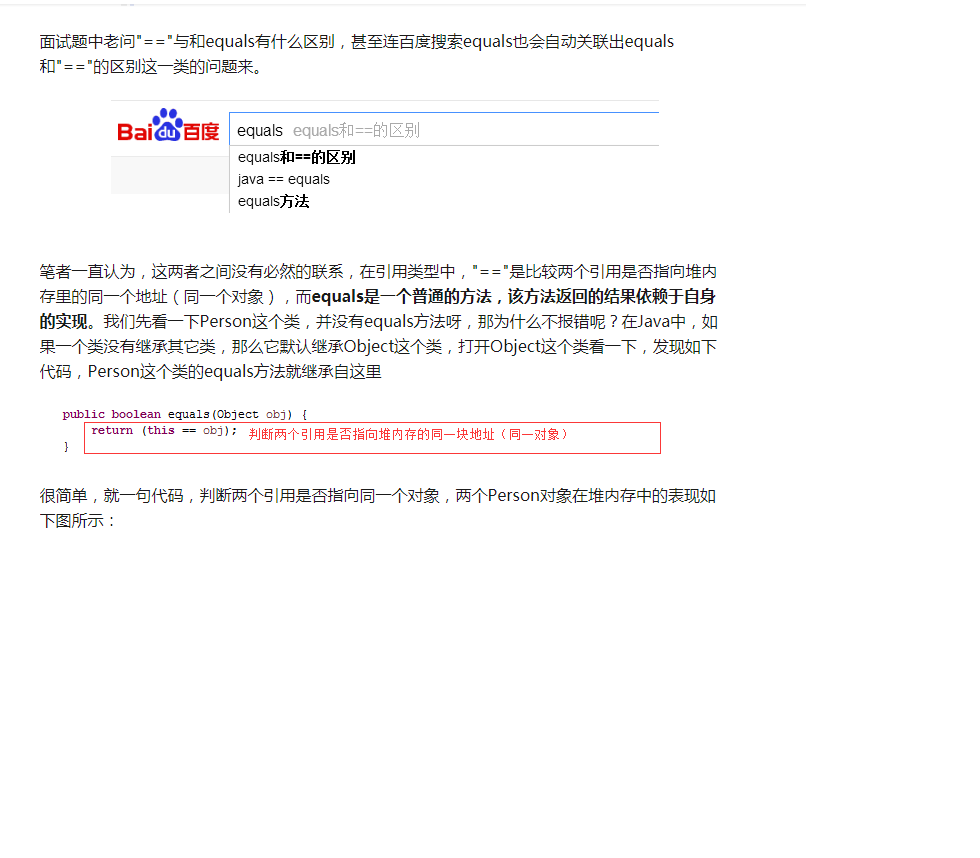 面试题中老问"=="与和equals有什么区别，甚至连百度搜索equals也会自动关联出equals
和"=="的区别这一类的问题来。
Bai du 百度
equals equals和==的区别
equals和==的区别
java == equals
equals方法
笔者一直认为，这两者之间没有必然的联系，在引用类型中，"=="是比较两个引用是否指向堆内
存里的同一个地址（同一个对象），而equals是一个普通的方法，该方法返回的结果依赖于自身
的实现。我们先看一下Person这个类，并没有equals方法呀，那为什么不报错呢？在Java中，如
果一个类没有继承其它类，那么它默认继承Object这个类，打开Object这个类看一下，发现如下
代码，Person这个类的equals方法就继承自这里
public boolean equals(Object obj) {
return (this == obj); 判断两个引用是否指向堆内存的同一块地址（同一对象）
}
很简单，就一句代码，判断两个引用是否指向同一个对象，两个Person对象在堆内存中的表现如
下图所示：